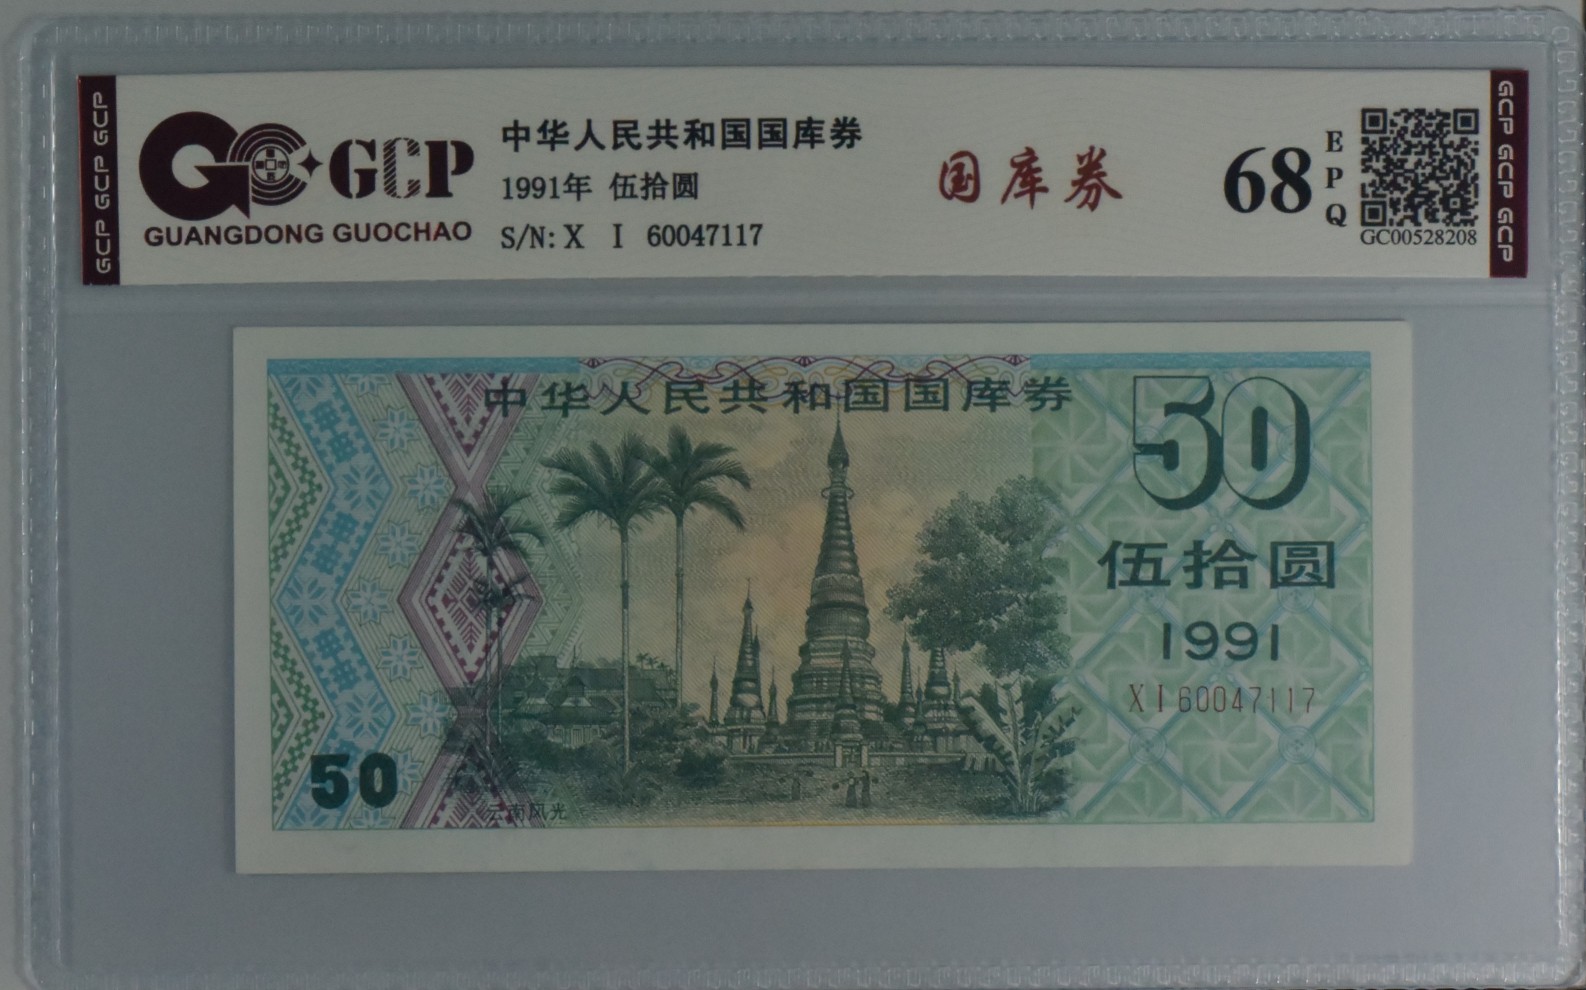 GCP GCP GCP
GCP
GUANGDONG GUOCHAO
中华人民共和国国库券
1991年 伍拾圆
S/N: X I 60047117
国库券
68
EPQ
GC00528208
GCP GCP GCP
中华人民共和国国库券
50
伍拾圆
1991
X I 60047117
50
云南风光